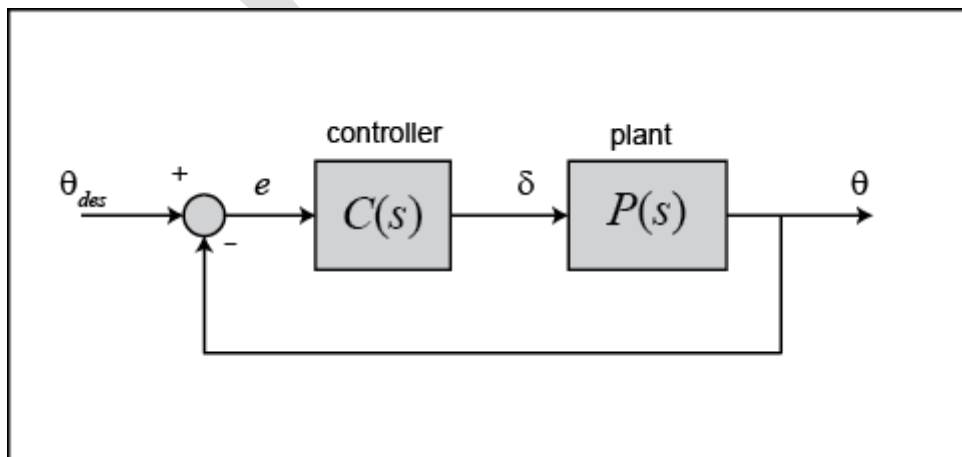 controller plant
θdes + e C(s) δ P(s) θ
−